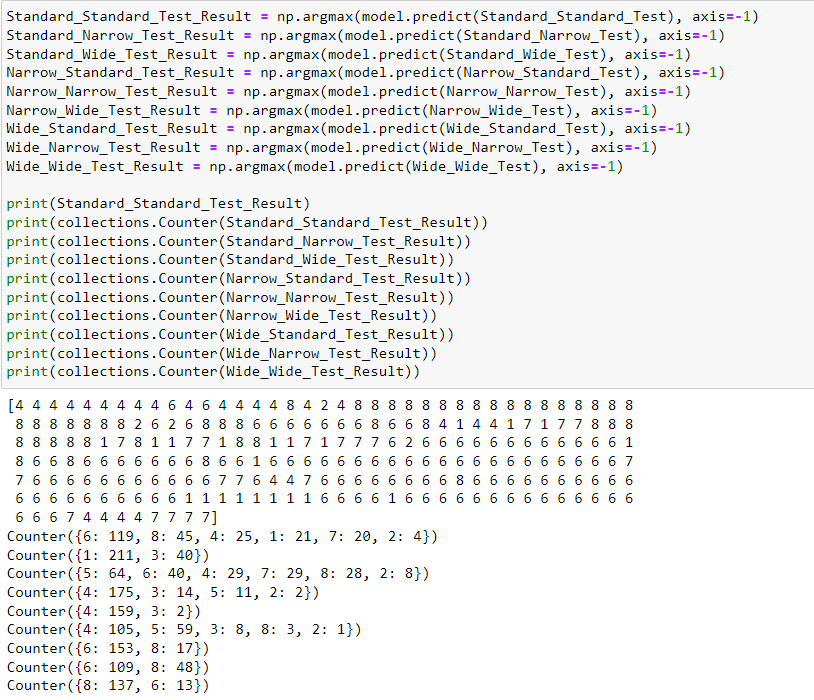 Standard_Standard_Test_Result = np.argmax(model.predict(Standard_Standard_Test), axis=-1)
Standard_Narrow_Test_Result = np.argmax(model.predict(Standard_Narrow_Test), axis=-1)
Standard_Wide_Test_Result = np.argmax(model.predict(Standard_Wide_Test), axis=-1)
Narrow_Standard_Test_Result = np.argmax(model.predict(Narrow_Standard_Test), axis=-1)
Narrow_Narrow_Test_Result = np.argmax(model.predict(Narrow_Narrow_Test), axis=-1)
Narrow_Wide_Test_Result = np.argmax(model.predict(Narrow_Wide_Test), axis=-1)
Wide_Standard_Test_Result = np.argmax(model.predict(Wide_Standard_Test), axis=-1)
Wide_Narrow_Test_Result = np.argmax(model.predict(Wide_Narrow_Test), axis=-1)
Wide_Wide_Test_Result = np.argmax(model.predict(Wide_Wide_Test), axis=-1)
print(Standard_Standard_Test_Result)
print(collections.Counter(Standard_Standard_Test_Result))
print(collections.Counter(Standard_Narrow_Test_Result))
print(collections.Counter(Standard_Wide_Test_Result))
print(collections.Counter(Narrow_Standard_Test_Result))
print(collections.Counter(Narrow_Narrow_Test_Result))
print(collections.Counter(Narrow_Wide_Test_Result))
print(collections.Counter(Wide_Standard_Test_Result))
print(collections.Counter(Wide_Narrow_Test_Result))
print(collections.Counter(Wide_Wide_Test_Result))
[4 4 4 4 4 4 4 4 4 6 4 6 4 4 4 4 8 4 2 4 8 8 8 8 8 8 8 8 8 8 8 8 8 8 8 8 8
8 8 8 8 8 8 8 2 6 2 6 8 8 8 6 6 6 6 6 6 6 8 6 6 8 4 1 4 4 1 7 1 7 7 8 8 8
8 8 8 8 8 1 7 8 1 1 7 7 1 8 8 1 1 7 1 7 7 7 6 2 6 6 6 6 6 6 6 6 6 6 6 6 1
8 6 6 8 6 6 6 6 6 6 6 8 6 6 1 6 6 6 6 6 6 6 6 6 6 6 6 6 6 6 6 6 6 6 6 6 7
7 6 6 6 6 6 6 6 6 6 6 6 7 7 6 4 4 7 6 6 6 6 6 6 6 6 8 6 6 6 6 6 6 6 6 6 6
6 6 6 6 6 6 6 6 6 6 1 1 1 1 1 1 1 1 6 6 6 6 1 6 6 6 6 6 6 6 6 6 6 6 6 6 6
6 6 6 7 4 4 4 4 7 7 7 7]
Counter({6: 119, 8: 45, 4: 25, 1: 21, 7: 20, 2: 4})
Counter({1: 211, 3: 40})
Counter({5: 64, 6: 40, 4: 29, 7: 29, 8: 28, 2: 8})
Counter({4: 175, 3: 14, 5: 11, 2: 2})
Counter({4: 159, 3: 2})
Counter({4: 105, 5: 59, 3: 8, 8: 3, 2: 1})
Counter({6: 153, 8: 17})
Counter({6: 109, 8: 48})
Counter({8: 137, 6: 13})